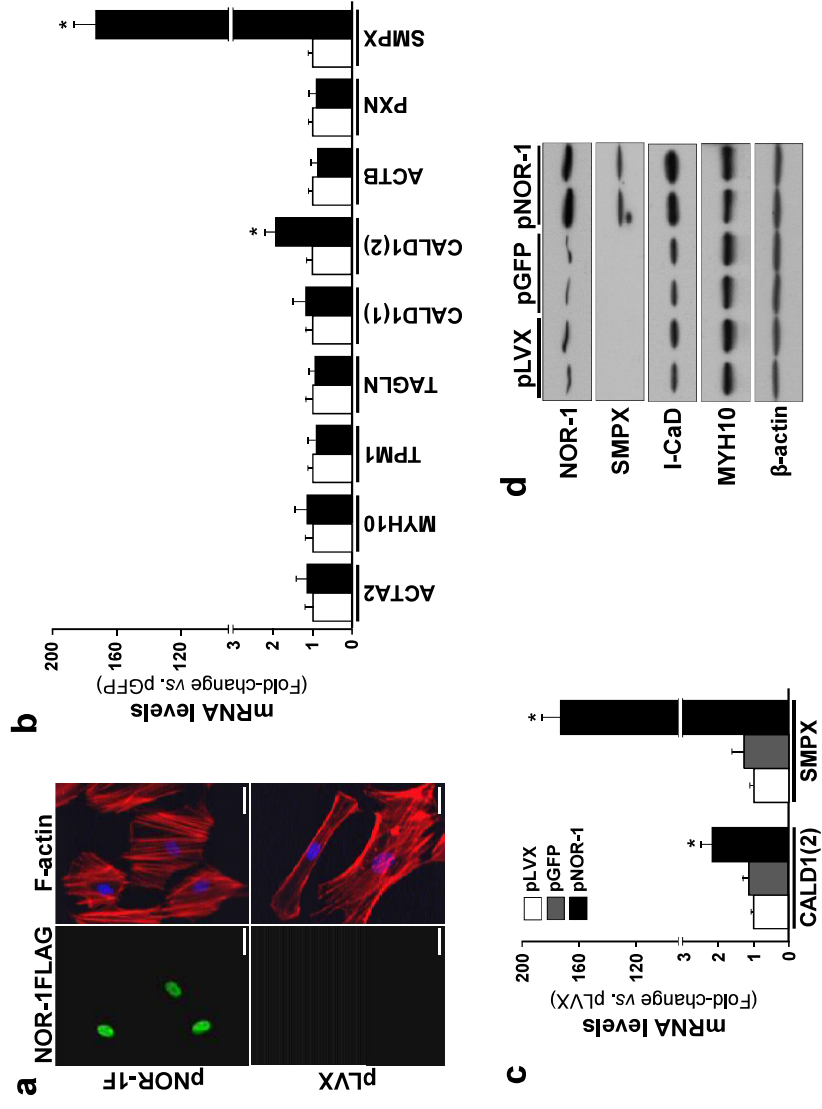 a
NOR-1FLAG
F-actin
pNOR-1F
pLVX
b
mRNA levels
(Fold-change vs. pGFP)
200
160
120
3
2
1
0
ACTA2
MYH10
TPM1
TAGLN
CALD1(1)
CALD1(2)
ACTB
PXN
SMPX
*
*
c
mRNA levels
(Fold-change vs. pLVX)
200
160
120
3
2
1
0
pLVX
pGFP
pNOR-1
*
*
CALD1(2)
SMPX
d
pLVX
pGFP
pNOR-1
NOR-1
SMPX
l-CaD
MYH10
β-actin